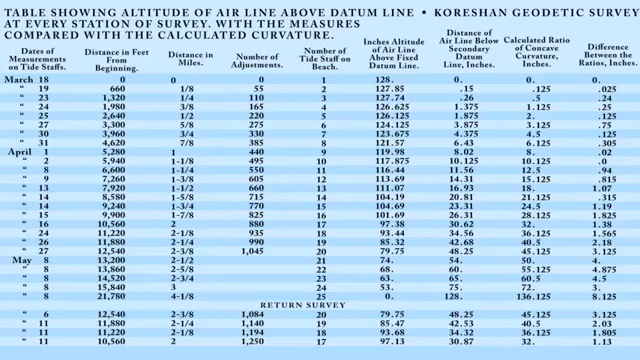 TABLE SHOWING ALTITUDE OF AIR LINE ABOVE DATUM LINE • KORESHAN GEODETIC SURVEY
AT EVERY STATION OF SURVEY. WITH THE MEASURES
COMPARED WITH THE CALCULATED CURVATURE.
Dates of Measurements on Tide Staffs. Distance in Feet From Beginning. Distance in Miles. Number of Adjustments. Number of Tide Staff on Beach. Inches Altitude of Air Line Above Fixed Datum Line. Distance of Air Line Below Secondary Datum Line, Inches. Calculated Ratio of Concave Curvature, Inches. Difference Between the Ratios, Inches.
March 18 0 0 0 1 128. 0. 0. 0.
" 19 660 1/8 55 2 127.85 .15 .125 .025
" 23 1,320 1/4 110 3 127.74 .26 .5 .24
" 24 1,980 3/8 165 4 126.625 1.375 1.125 .25
" 25 2,640 1/2 220 5 126.125 1.875 2. .125
" 27 3,300 5/8 275 6 124.125 3.875 3.125 .75
" 30 3,960 3/4 330 7 123.675 4.375 4.5 .125
" 31 4,620 7/8 385 8 121.57 6.43 6.125 .305
April 1 5,280 1 440 9 119.98 8.02 8. .02
" 2 5,940 1-1/8 495 10 117.875 10.125 10.125 .0
" 8 6,600 1-1/4 550 11 116.44 11.56 12.5 .94
" 9 7,260 1-3/8 605 12 113.69 14.31 15.125 .815
" 13 7,920 1-1/2 660 13 111.07 16.93 18. 1.07
" 14 8,580 1-5/8 715 14 104.19 20.81 21.125 .315
" 14 9,240 1-3/4 770 15 104.69 23.31 24.5 1.19
" 15 9,900 1-7/8 825 16 101.69 26.31 28.125 1.825
" 16 10,560 2 880 17 97.38 30.62 32. 1.38
" 24 11,220 2-1/8 935 18 93.44 34.56 36.125 1.565
" 26 11,880 2-1/4 990 19 85.32 42.68 40.5 2.18
" 27 12,540 2-3/8 1,045 20 79.75 48.25 45.125 3.125
May 8 13,200 2-1/2 21 74. 54. 50. 4.
" 8 13,860 2-5/8 22 68. 60. 55.125 4.875
" 8 14,520 2-3/4 23 63. 65. 60.5 4.5
" 8 15,840 3 24 53. 75. 72. 3.
" 8 21,780 4-1/8 25 0. 128. 136.125 8.125
RETURN SURVEY
" 6 12,540 2-3/8 1,084 20 79.75 48.25 45.125 3.125
" 11 11,880 2-1/4 1,140 19 85.47 42.53 40.5 2.03
" 11 11,220 2-1/8 1,194 18 93.68 34.32 36.125 1.805
" 11 10,560 2 1,250 17 97.13 30.87 32. 1.13